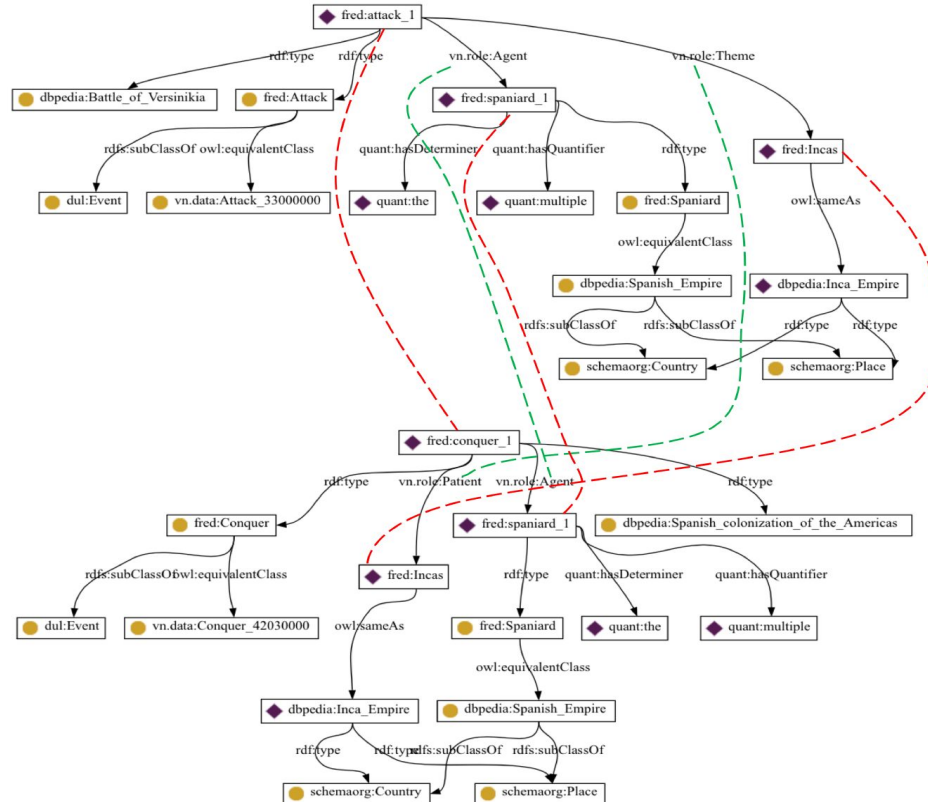 fred:attack_1
rdf:type
rdf:type
vn.role:Agent
vn.role:Theme
dbpedia:Battle_of_Versinikia
fred:Attack
fred:spaniard_1
rdfs:subClassOf
owl:equivalentClass
quant:hasDeterminer
quant:hasQuantifier
rdf:type
fred:Incas
dul:Event
vn.data:Attack_33000000
quant:the
quant:multiple
fred:Spaniard
owl:sameAs
owl:equivalentClass
dbpedia:Spanish_Empire
dbpedia:Inca_Empire
rdfs:subClassOf
rdfs:subClassOf
rdf:type
rdf:type
schemaorg:Country
schemaorg:Place
fred:conquer_1
rdf:type
vn.role:Patient
vn.role:Agent
rdf:type
fred:Conquer
fred:spaniard_1
dbpedia:Spanish_colonization_of_the_Americas
rdfs:subClassOf
owl:equivalentClass
fred:Incas
rdf:type
quant:hasDeterminer
quant:hasQuantifier
dul:Event
vn.data:Conquer_42030000
owl:sameAs
fred:Spaniard
quant:the
quant:multiple
owl:equivalentClass
dbpedia:Inca_Empire
dbpedia:Spanish_Empire
rdf:type
rdf:type
rdfs:subClassOf
rdfs:subClassOf
schemaorg:Country
schemaorg:Place